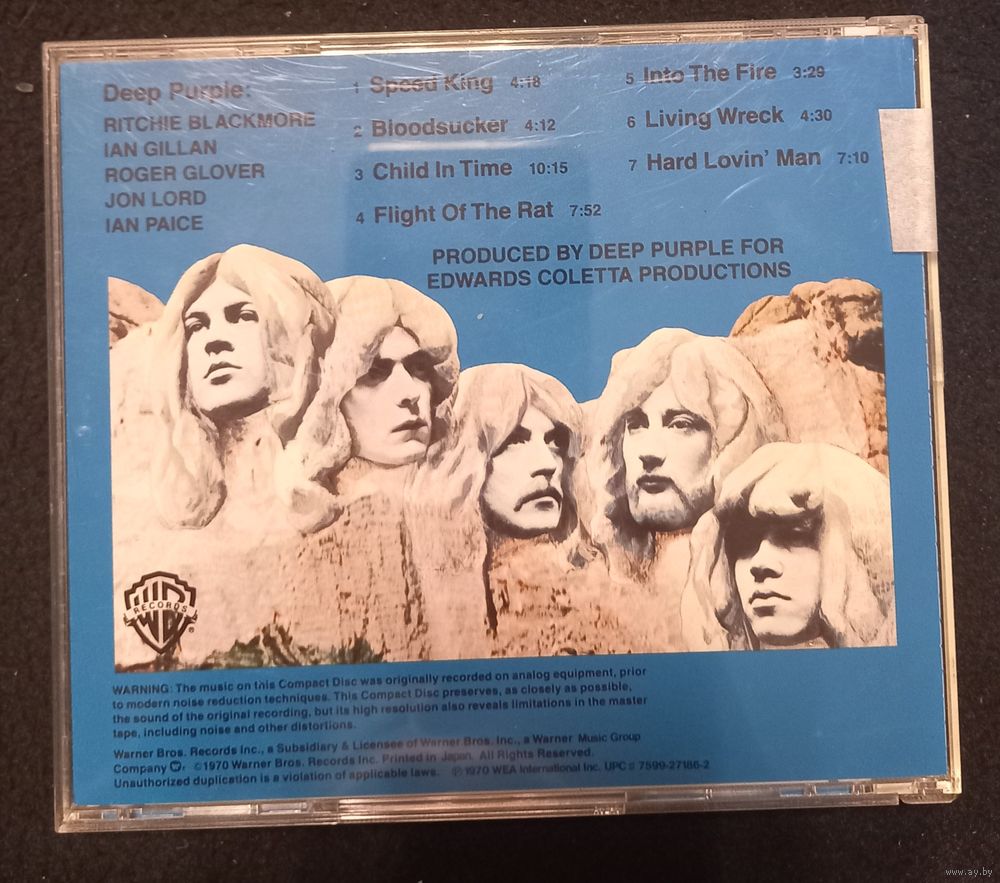 Deep Purple:
RITCHIE BLACKMORE
IAN GILLAN
ROGER GLOVER
JON LORD
IAN PAICE
1 Speed King 4:18
2 Bloodsucker 4:12
3 Child In Time 10:15
4 Flight Of The Rat 7:52
5 Into The Fire 3:29
6 Living Wreck 4:30
7 Hard Lovin' Man 7:10
PRODUCED BY DEEP PURPLE FOR
EDWARDS COLETTA PRODUCTIONS
RECORDS
WARNING: The music on this Compact Disc was originally recorded on analog equipment, prior
to modern noise reduction techniques. This Compact Disc preserves, as closely as possible,
the sound of the original recording, but its high resolution also reveals limitations in the master
tape, including noise and other distortions.
Warner Bros. Records Inc., a Subsidiary & Licensee of Warner Bros. Inc., a Warner Music Group
Company. ©1970 Warner Bros. Records Inc. Printed in Japan. All Rights Reserved.
Unauthorized duplication is a violation of applicable laws. ℗1970 WEA International Inc. UPC # 7599-27186-2
www.ay.by